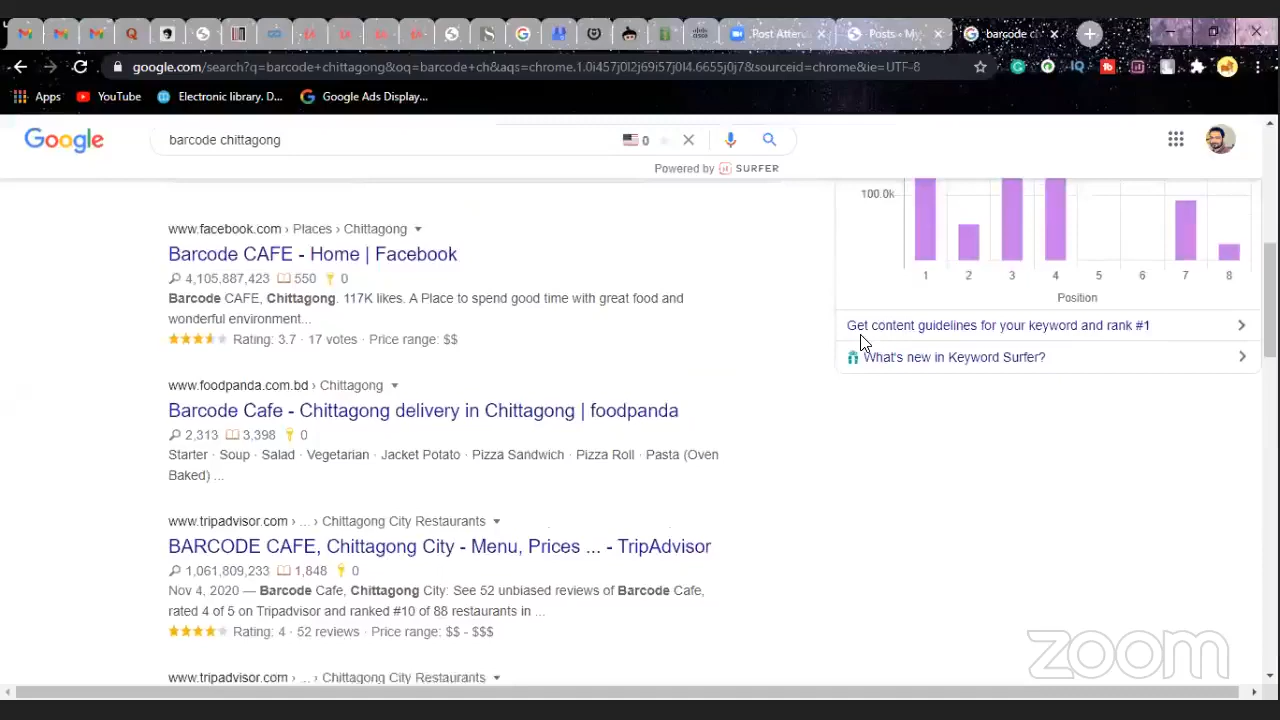 Post Atten
Posts - My
barcode c
google.com/search?q=barcode+chittagong&oq=barcode+ch&aqs=chrome.1.0i457j0l2j69i57j0l4.6655j0j7&sourceid=chrome&ie=UTF-8
Apps
YouTube
Electronic library. D...
Google Ads Display...
Google
barcode chittagong
0
Powered by SURFER
100.0k
1 2 3 4 5 6 7 8
Position
Get content guidelines for your keyword and rank #1
What's new in Keyword Surfer?
www.facebook.com › Places › Chittagong
Barcode CAFE - Home | Facebook
4,105,887,423 550 0
Barcode CAFE, Chittagong. 117K likes. A Place to spend good time with great food and
wonderful environment...
Rating: 3.7 · 17 votes · Price range: $$
www.foodpanda.com.bd › Chittagong
Barcode Cafe - Chittagong delivery in Chittagong | foodpanda
2,313 3,398 0
Starter · Soup · Salad · Vegetarian · Jacket Potato · Pizza Sandwich · Pizza Roll · Pasta (Oven
Baked) ...
www.tripadvisor.com › ... › Chittagong City Restaurants
BARCODE CAFE, Chittagong City - Menu, Prices ... - TripAdvisor
1,061,809,233 1,848 0
Nov 4, 2020 — Barcode Cafe, Chittagong City: See 52 unbiased reviews of Barcode Cafe,
rated 4 of 5 on Tripadvisor and ranked #10 of 88 restaurants in ...
Rating: 4 · 52 reviews · Price range: $$ - $$$
www.tripadvisor.com › ... › Chittagong City Restaurants
zoom